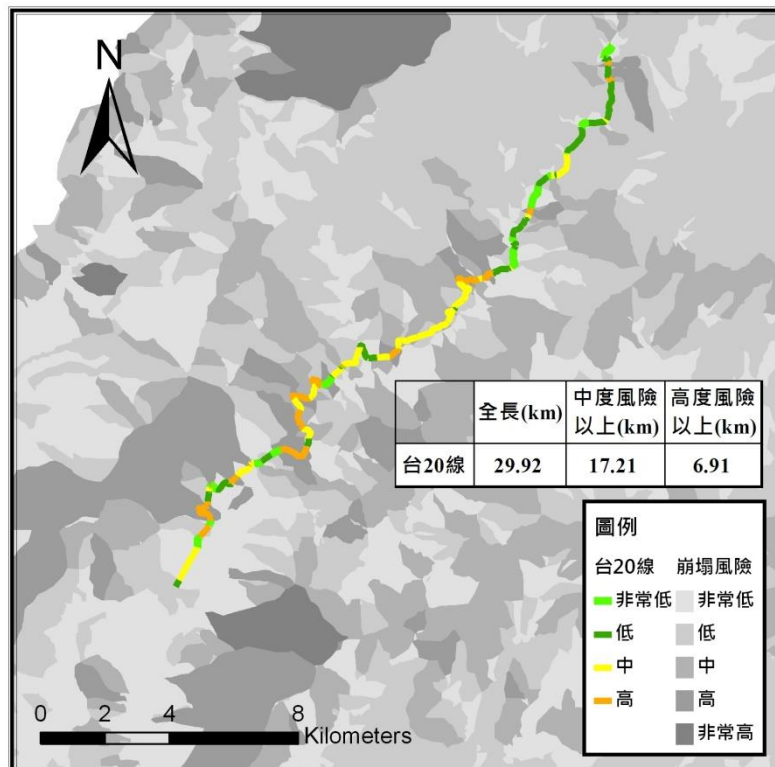 N
全長(km)
中度風險
以上(km)
高度風險
以上(km)
台20線
29.92
17.21
6.91
圖例
台20線
崩塌風險
非常低
非常低
低
低
中
中
高
高
非常高
0 2 4 8
Kilometers